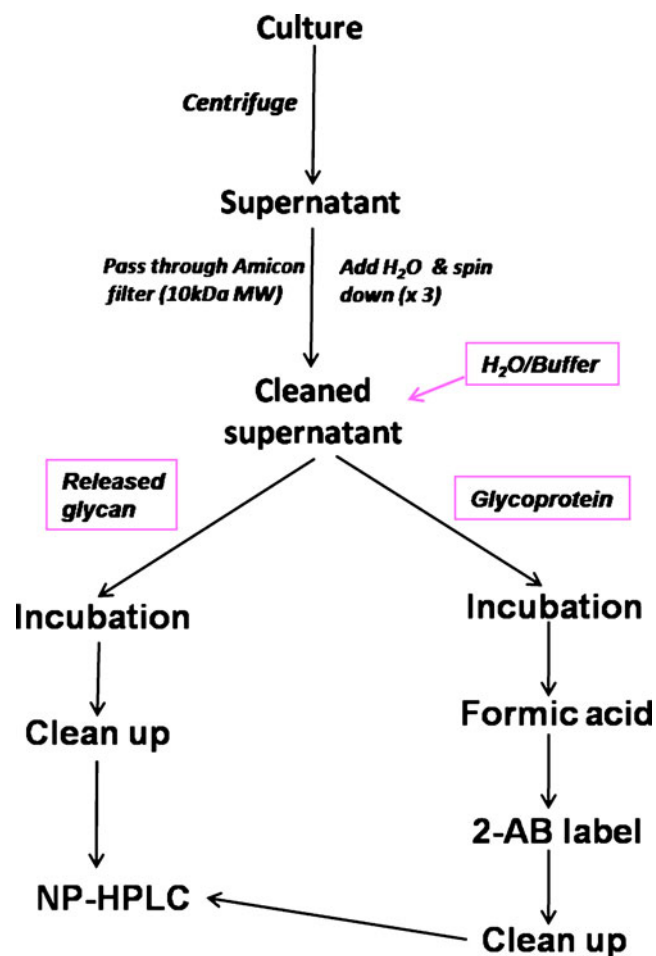 Culture
Centrifuge
Supernatant
Pass through Amicon
filter (10kDa MW)
Add H₂O & spin
down (x 3)
H₂O/Buffer
Cleaned
supernatant
Released
glycan
Glycoprotein
Incubation
Incubation
Clean up
Formic acid
2-AB label
NP-HPLC
Clean up